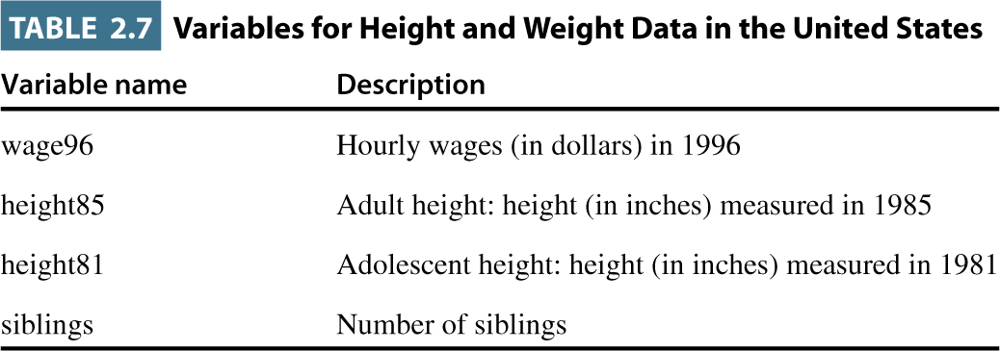 TABLE 2.7 Variables for Height and Weight Data in the United States
Variable name Description
wage96 Hourly wages (in dollars) in 1996
height85 Adult height: height (in inches) measured in 1985
height81 Adolescent height: height (in inches) measured in 1981
siblings Number of siblings